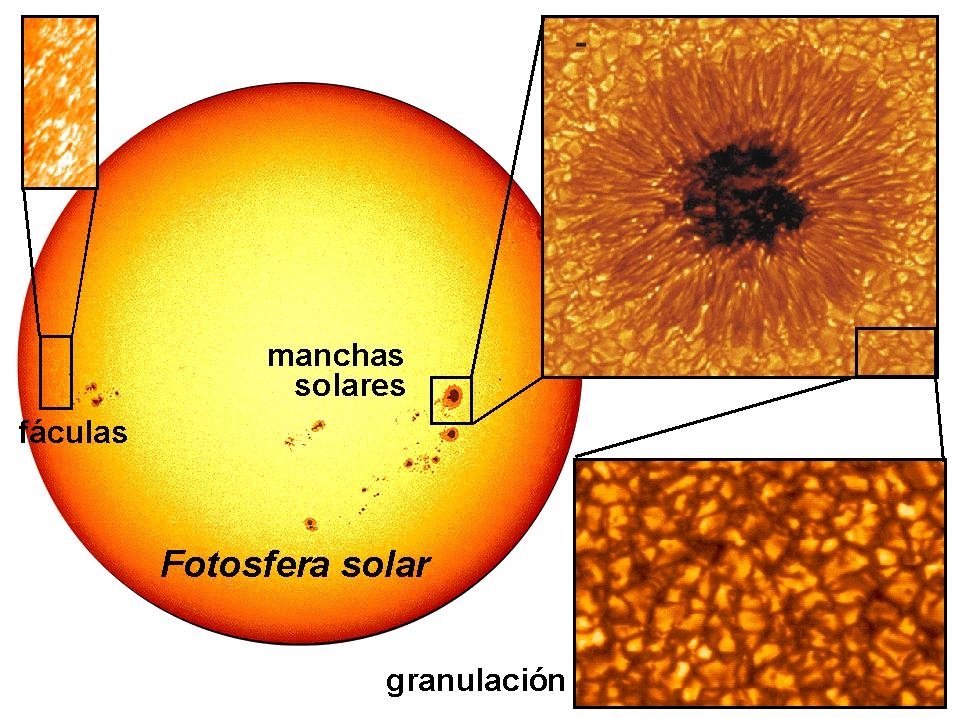 manchas
solares
fáculas
Fotosfera solar
granulación